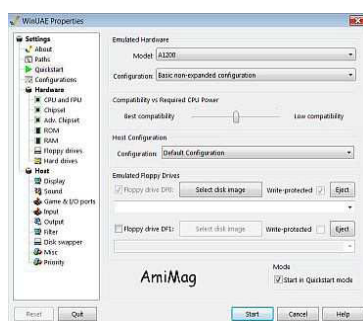 WinUAE Properties
Settings
About
Paths
Quickstart
Configurations
Hardware
CPU and FPU
Chipset
Adv. Chipset
ROM
RAM
Floppy drives
Hard drives
Host
Display
Sound
Game & I/O ports
Input
Output
Filter
Disk swapper
Misc
Priority
Emulated Hardware
Model: A1200
Configuration: Basic non-expanded configuration
Compatibility vs Required CPU Power
Best compatibility Low compatibility
Host Configuration
Configuration: Default Configuration
Emulated Floppy Drives
Floppy drive DF0: Select disk image Write-protected Eject
Floppy drive DF1: Select disk image Write-protected Eject
AmiMag
Mode
Start in Quickstart mode
Reset Quit Start Cancel Help